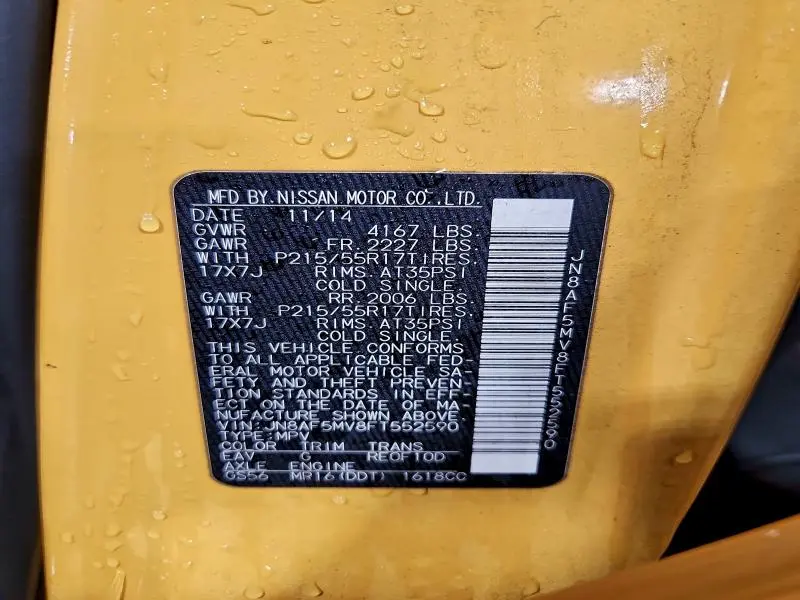 MFD BY NISSAN MOTOR CO.,LTD.
DATE 11/14
GVWR 4167 LBS.
GAWR FR. 2227 LBS.
WITH P215/55R17TIRES.
17X7J RIMS. AT35PSI
COLD SINGLE.
GAWR RR. 2006 LBS.
WITH P215/55R17TIRES.
17X7J RIMS. AT35PSI
COLD SINGLE.
THIS VEHICLE CONFORMS
TO ALL APPLICABLE FED-
ERAL MOTOR VEHICLE SA-
FETY AND THEFT PREVEN-
TION STANDARDS IN EFF-
ECT ON THE DATE OF MA-
NUFACTURE SHOWN ABOVE.
VIN: JN8AF5MV8FT552590
TYPE: MPV
COLOR TRIM TRANS
EAV G RE0F10D
AXLE ENGINE
GS56 MR16(DDT) 1618CC
JN8AF5MV8FT552590